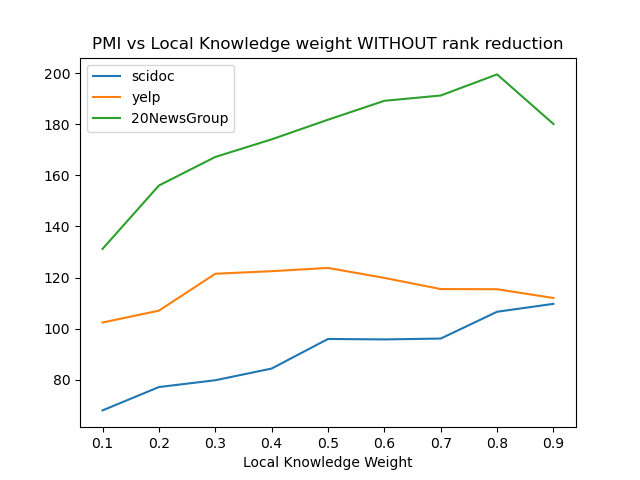 PMI vs Local Knowledge weight WITHOUT rank reduction
scidoc
yelp
20NewsGroup
200
180
160
140
120
100
80
0.1 0.2 0.3 0.4 0.5 0.6 0.7 0.8 0.9
Local Knowledge Weight